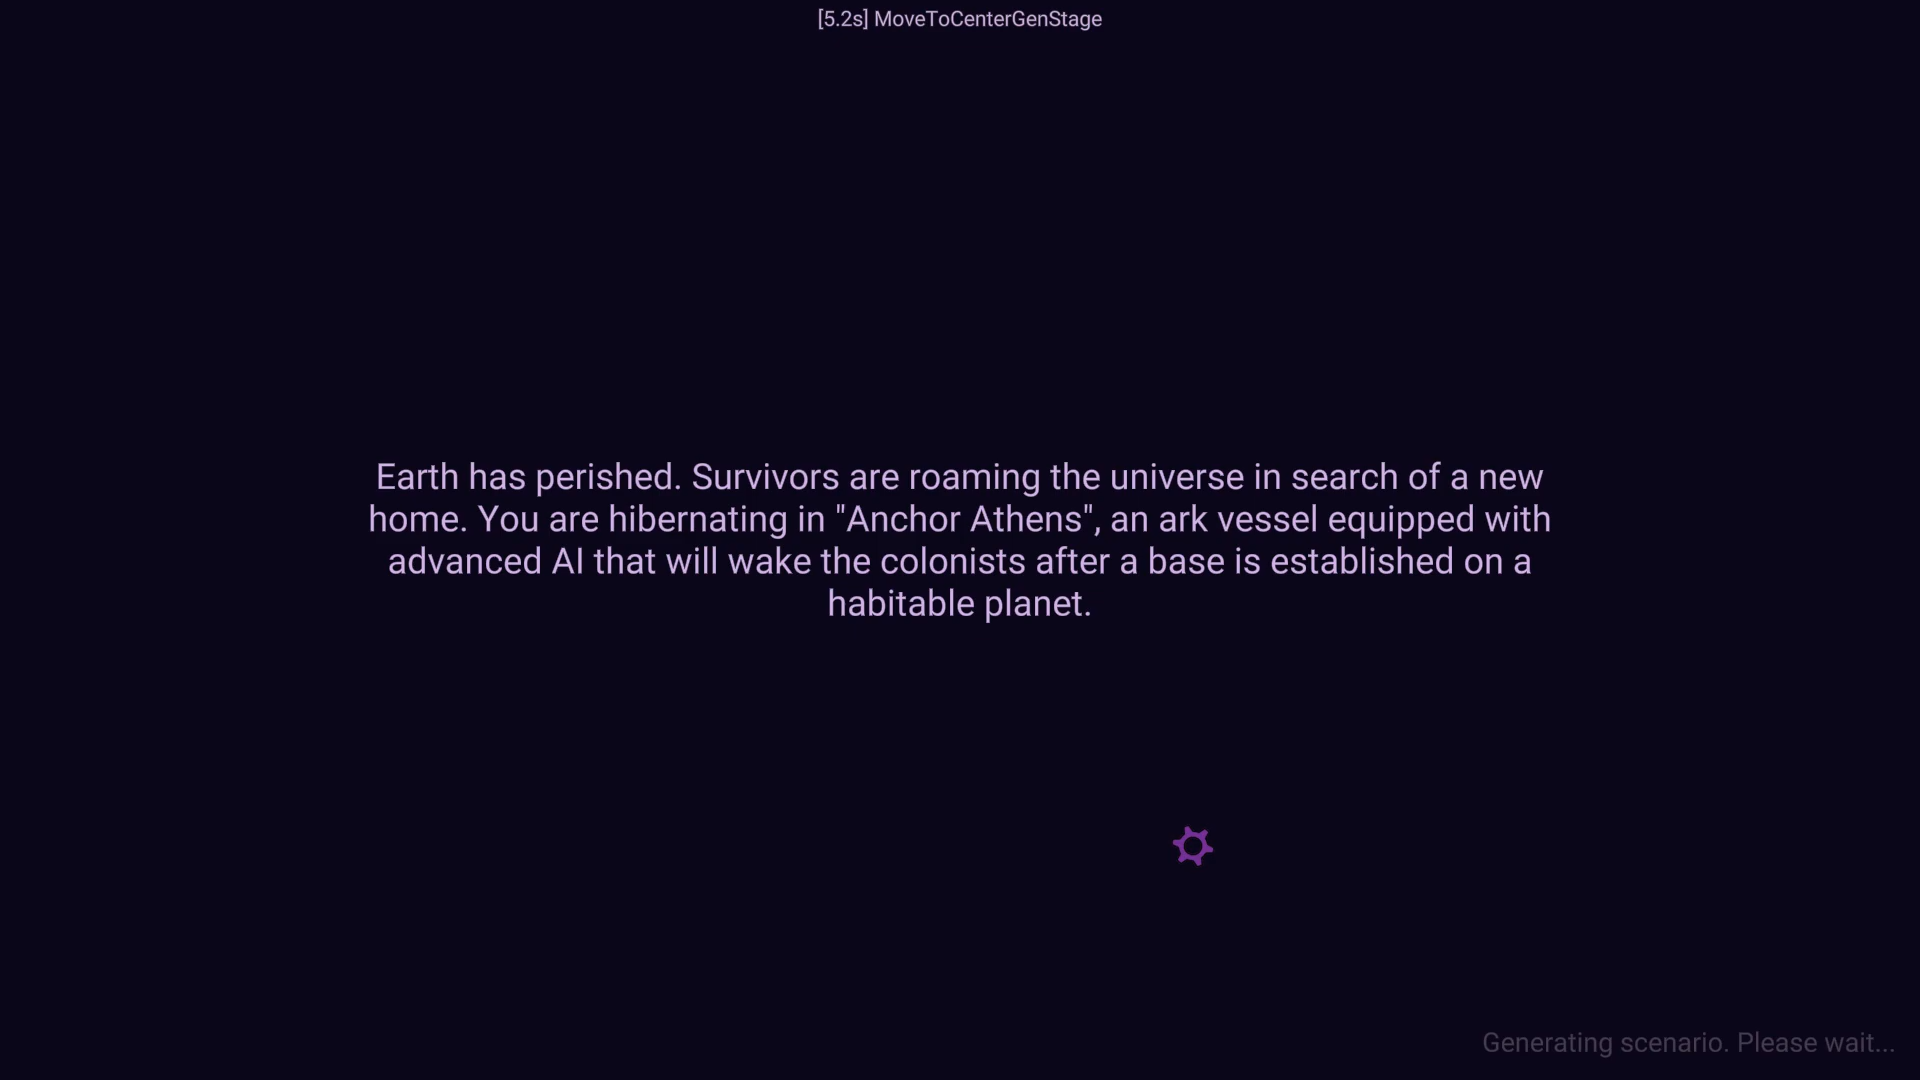 [5.2s] MoveToCenterGenStage
Earth has perished. Survivors are roaming the universe in search of a new
home. You are hibernating in "Anchor Athens", an ark vessel equipped with
advanced AI that will wake the colonists after a base is established on a
habitable planet.
Generating scenario. Please wait...